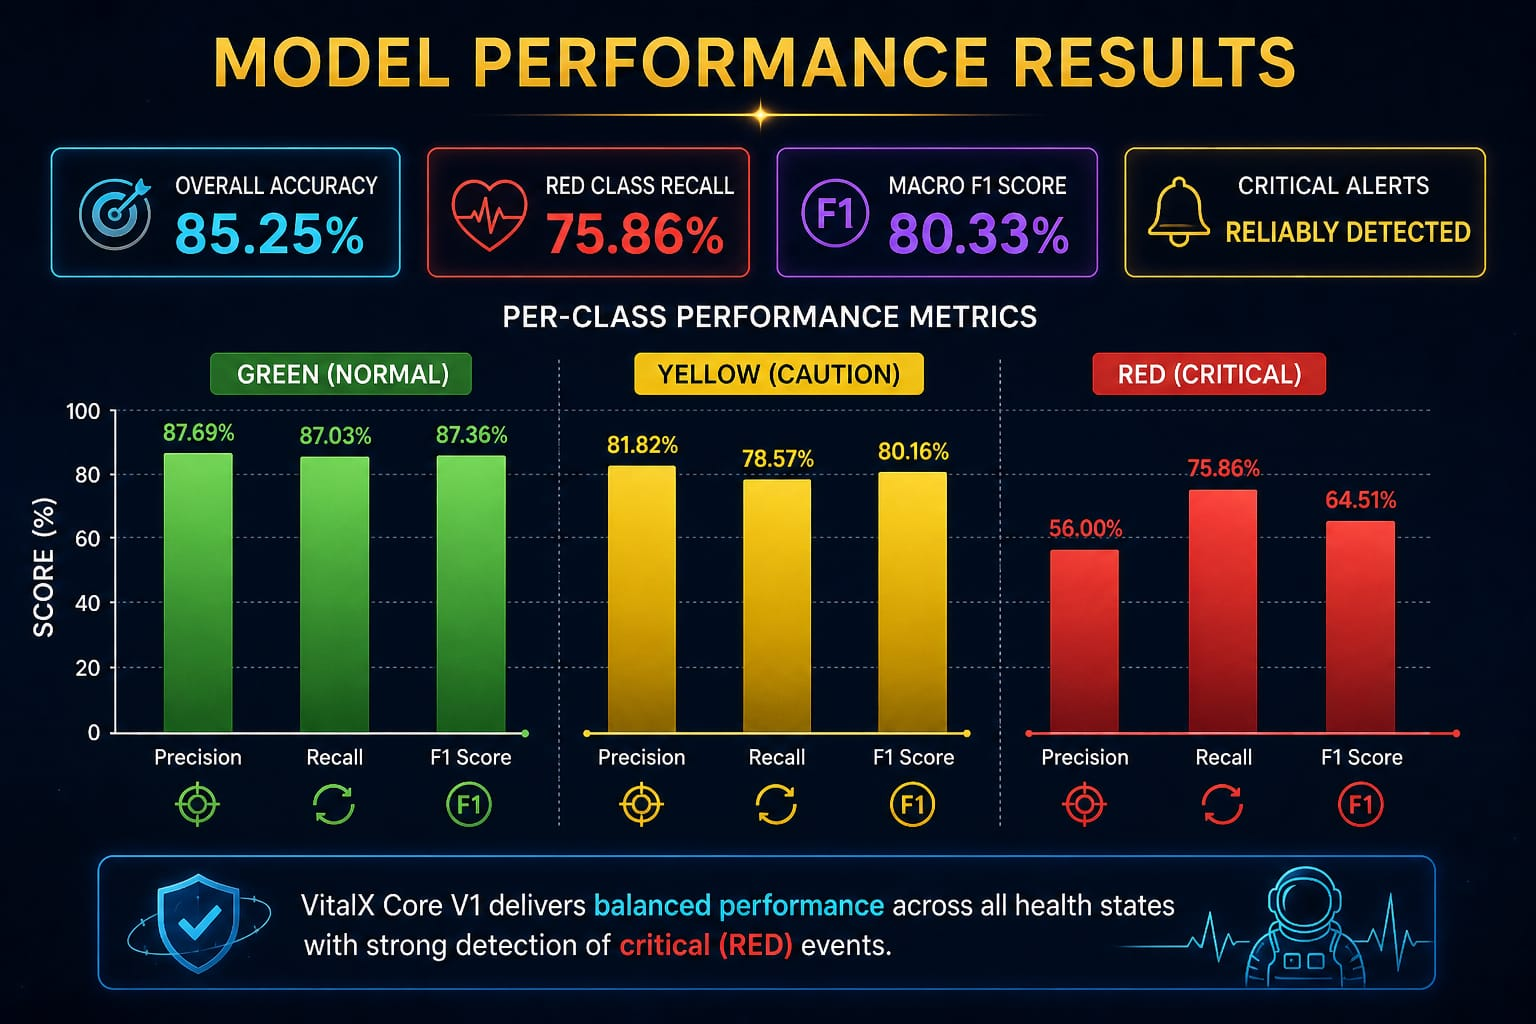 MODEL PERFORMANCE RESULTS
OVERALL ACCURACY
85.25%
RED CLASS RECALL
75.86%
F1
MACRO F1 SCORE
80.33%
CRITICAL ALERTS
RELIABLY DETECTED
PER-CLASS PERFORMANCE METRICS
GREEN (NORMAL)
YELLOW (CAUTION)
RED (CRITICAL)
SCORE (%)
100
80
60
40
20
0
87.69%
87.03%
87.36%
81.82%
78.57%
80.16%
56.00%
75.86%
64.51%
Precision
Recall
F1 Score
Precision
Recall
F1 Score
Precision
Recall
F1 Score
F1
F1
F1
VitalX Core V1 delivers balanced performance across all health states
with strong detection of critical (RED) events.